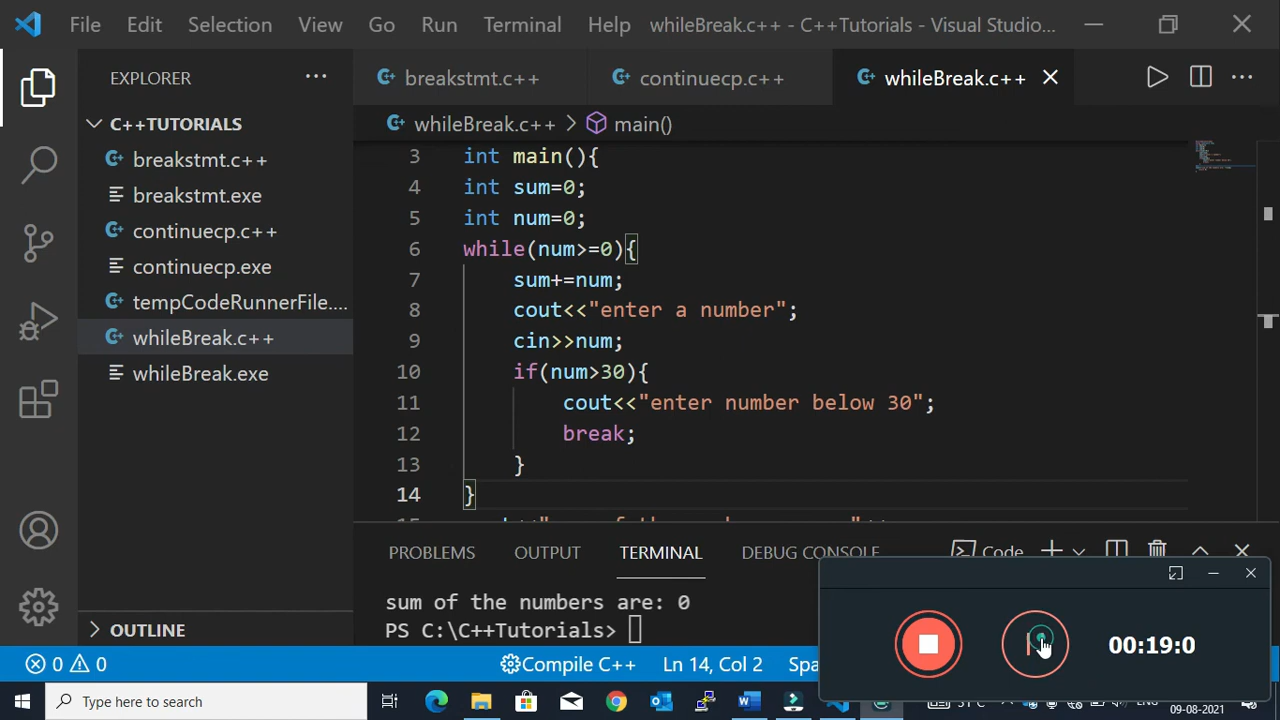 File Edit Selection View Go Run Terminal Help whileBreak.c++ - C++Tutorials - Visual Studio...
EXPLORER
breakstmt.c++
continuecp.c++
whileBreak.c++
C++TUTORIALS
whileBreak.c++ > main()
breakstmt.c++
breakstmt.exe
continuecp.c++
continuecp.exe
tempCodeRunnerFile....
whileBreak.c++
whileBreak.exe
3 int main(){
4 int sum=0;
5 int num=0;
6 while(num>=0){
7 sum+=num;
8 cout<<"enter a number";
9 cin>>num;
10 if(num>30){
11 cout<<"enter number below 30";
12 break;
13 }
14 }
PROBLEMS OUTPUT TERMINAL DEBUG CONSOLE Code
sum of the numbers are: 0
PS C:\C++Tutorials>
OUTLINE
00:19:0
0 0 Compile C++ Ln 14, Col 2 Spa
Type here to search
09-08-2021